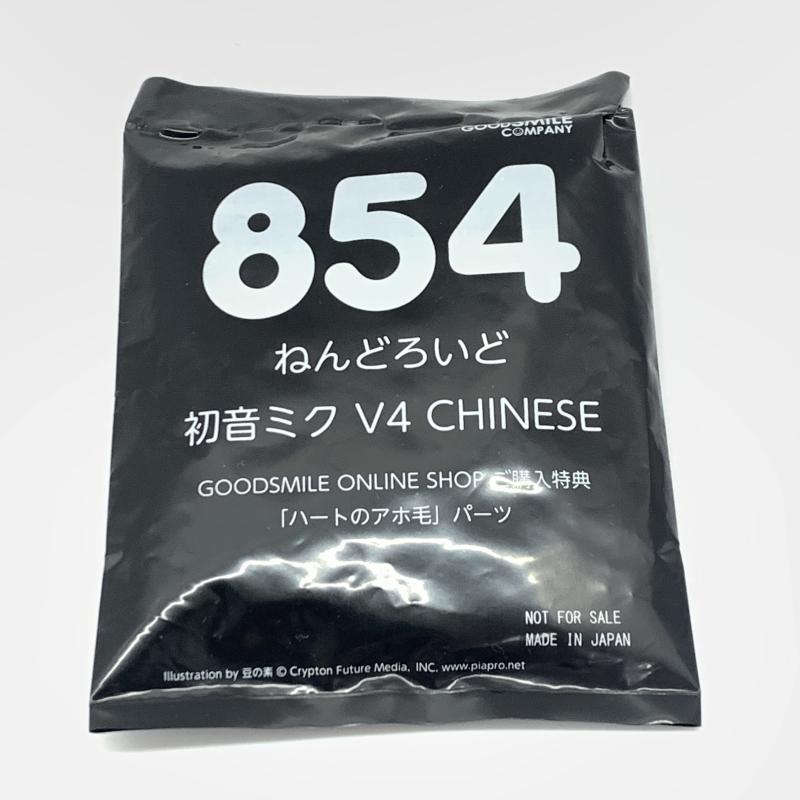 GOODSMILE
COMPANY
854
ねんどろいど
初音ミク V4 CHINESE
GOODSMILE ONLINE SHOP ご購入特典
「ハートのアホ毛」パーツ
NOT FOR SALE
MADE IN JAPAN
Illustration by 豆の素 © Crypton Future Media, INC. www.piapro.net